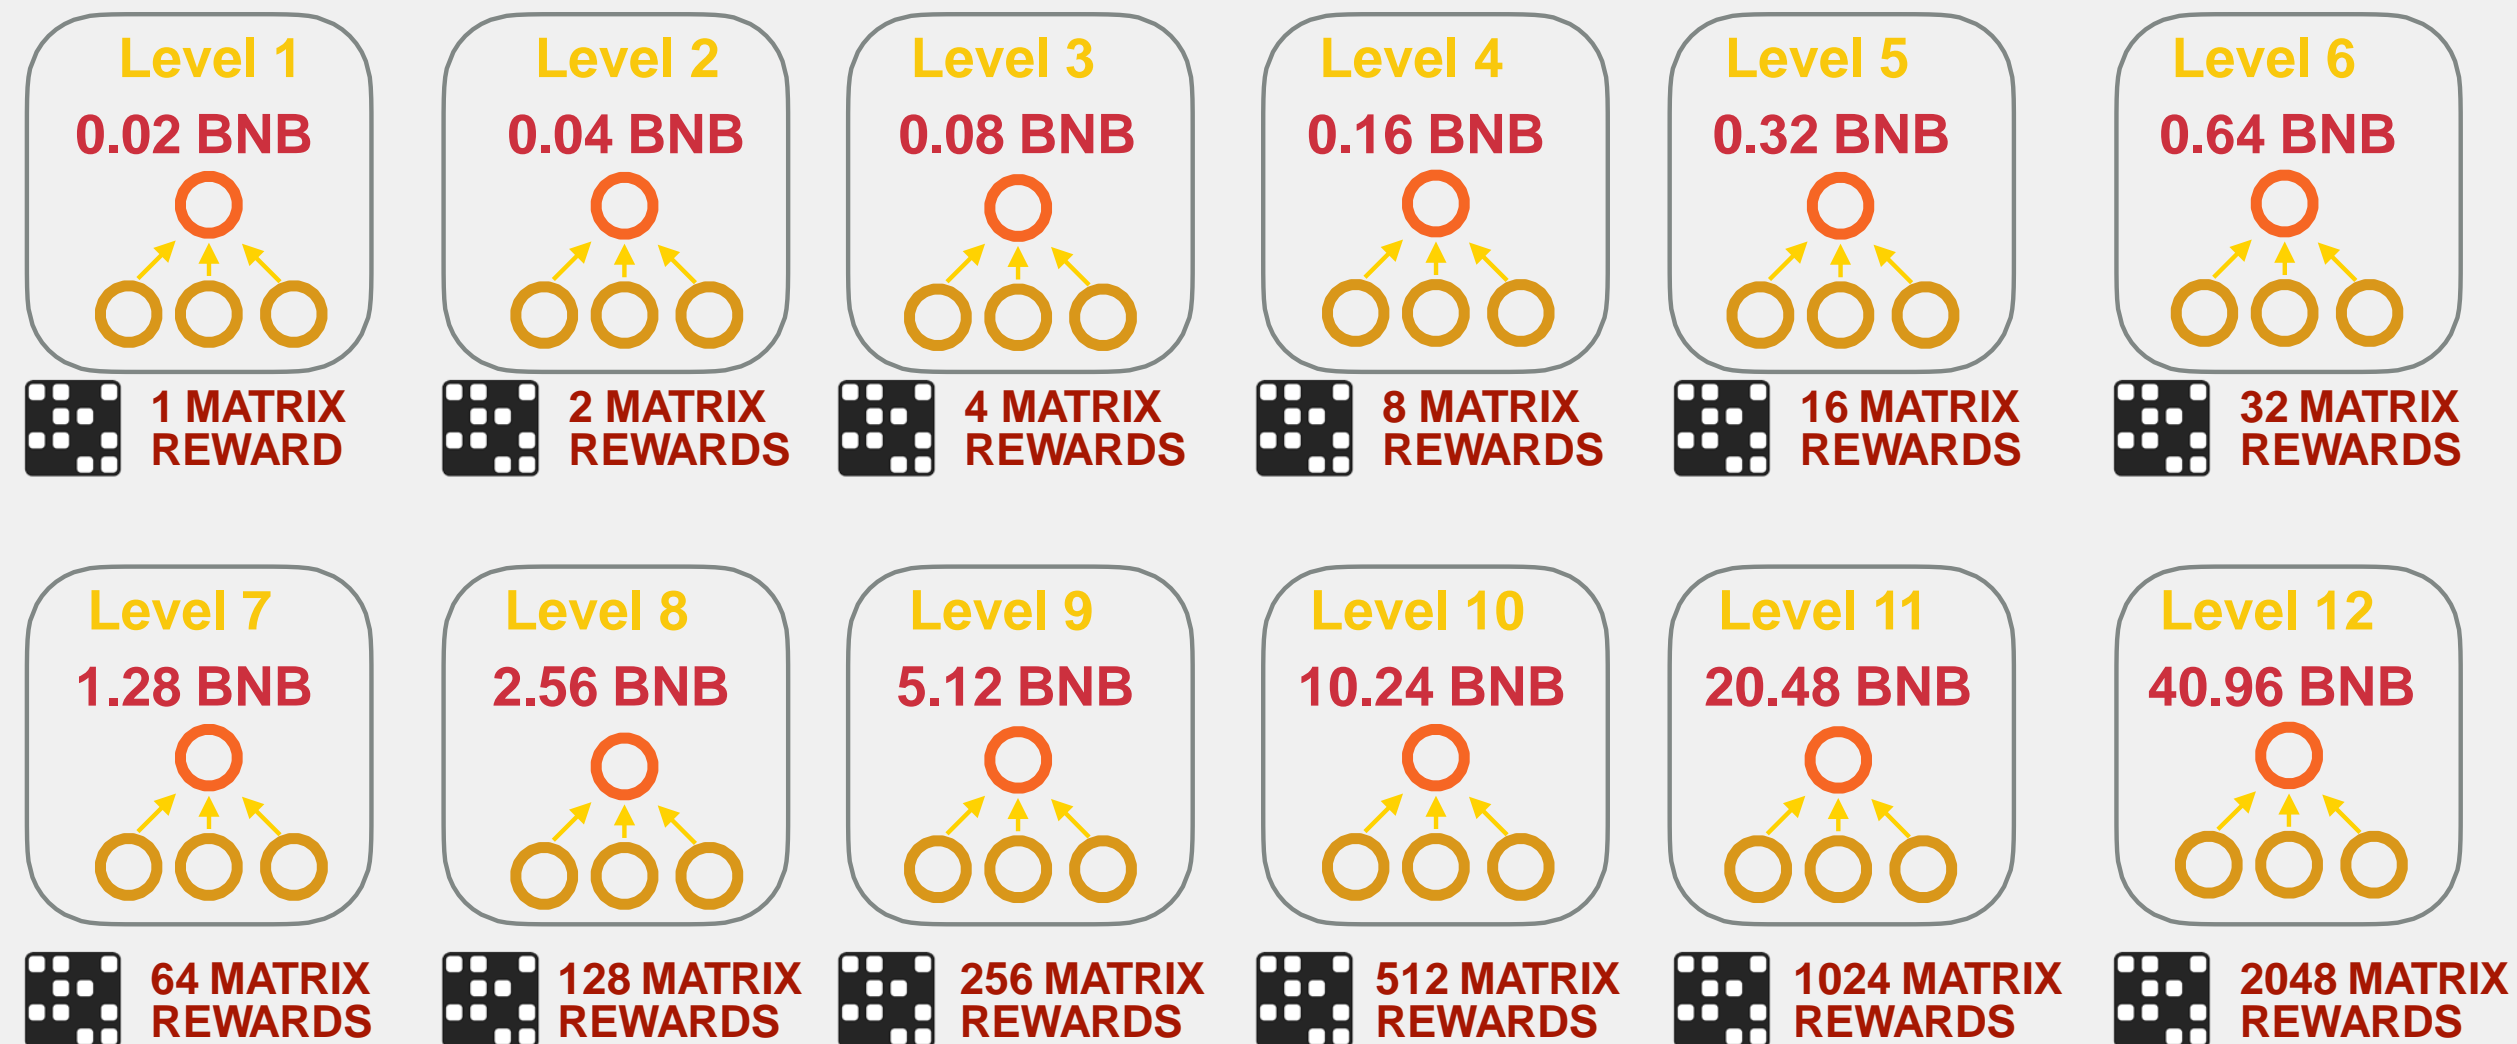 Level 1
0.02 BNB
1 MATRIX
REWARD
Level 2
0.04 BNB
2 MATRIX
REWARDS
Level 3
0.08 BNB
4 MATRIX
REWARDS
Level 4
0.16 BNB
8 MATRIX
REWARDS
Level 5
0.32 BNB
16 MATRIX
REWARDS
Level 6
0.64 BNB
32 MATRIX
REWARDS
Level 7
1.28 BNB
64 MATRIX
REWARDS
Level 8
2.56 BNB
128 MATRIX
REWARDS
Level 9
5.12 BNB
256 MATRIX
REWARDS
Level 10
10.24 BNB
512 MATRIX
REWARDS
Level 11
20.48 BNB
1024 MATRIX
REWARDS
Level 12
40.96 BNB
2048 MATRIX
REWARDS